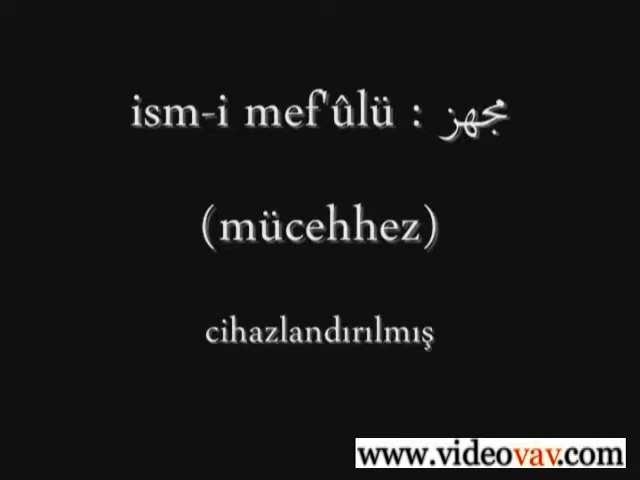 ism-i mef'ûlü : مجهز
(mücehhez)
cihazlandırılmış
www.videovav.com